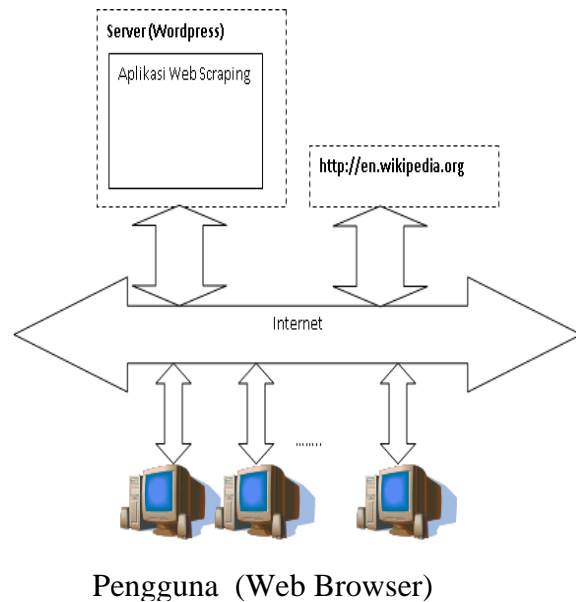 Server (Wordpress)
Aplikasi Web Scraping
http://en.wikipedia.org
Internet
........
Pengguna (Web Browser)